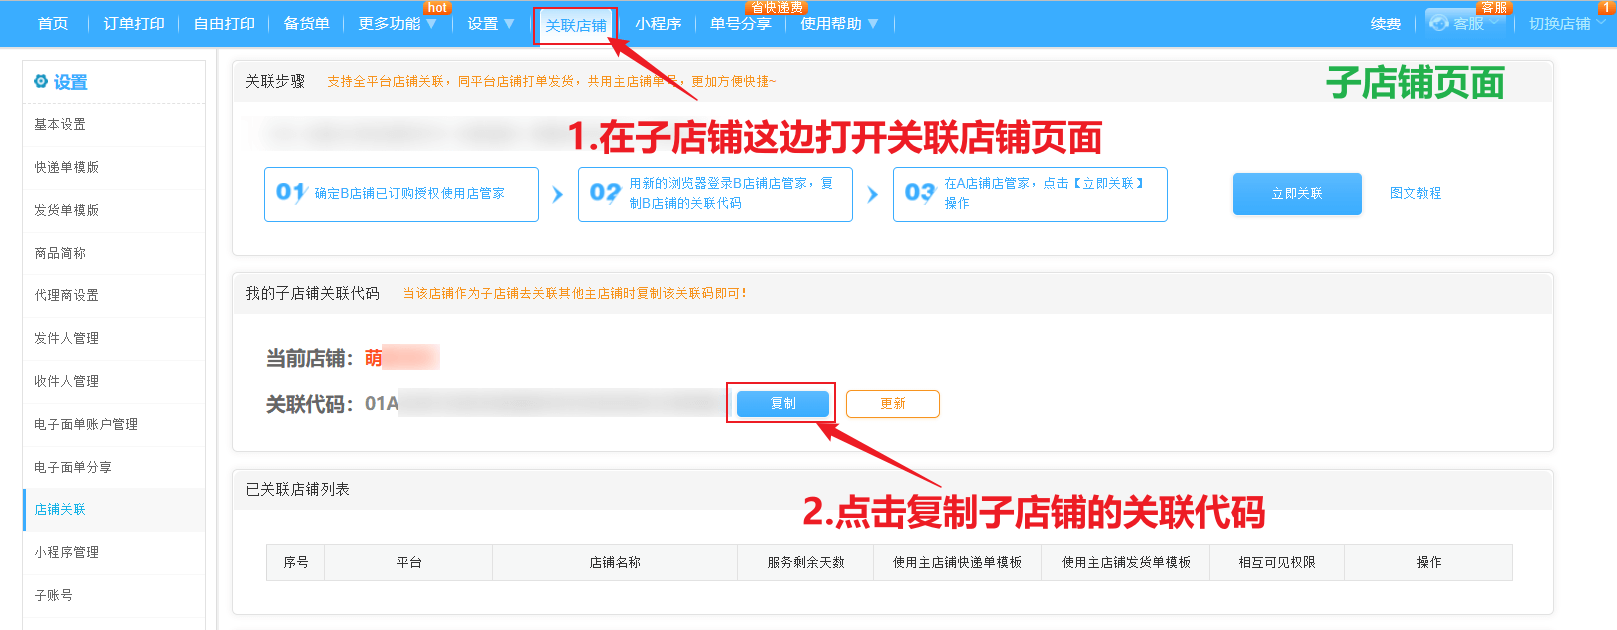 首页 订单打印 自由打印 备货单 更多功能 hot 设置 关联店铺 小程序 单号分享 省快递费 使用帮助 续费 客服 客服 切换店铺 1
设置
基本设置
快递单模版
发货单模版
商品简称
代理商设置
发件人管理
收件人管理
电子面单账户管理
电子面单分享
店铺关联
小程序管理
子账号
关联步骤 支持全平台店铺关联，同平台店铺打单发货，共用主店铺单号，更加方便快捷~
子店铺页面
1.在子店铺这边打开关联店铺页面
01 确定B店铺已订购授权使用店管家
02 用新的浏览器登录B店铺店管家，复
制B店铺的关联代码
03 在A店铺店管家，点击【立即关联】
操作
立即关联 图文教程
我的子店铺关联代码 当该店铺作为子店铺去关联其他主店铺时复制该关联码即可！
当前店铺：萌
关联代码：01A
复制 更新
2.点击复制子店铺的关联代码
已关联店铺列表
序号 平台 店铺名称 服务剩余天数 使用主店铺快递单模板 使用主店铺发货单模板 相互可见权限 操作